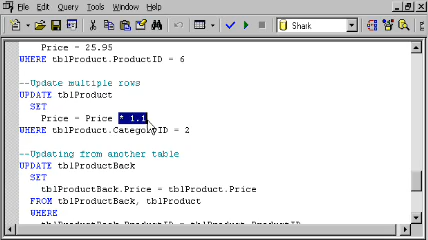 File Edit Query Tools Window Help
Shark
Price = 25.95
WHERE tblProduct.ProductID = 6
--Update multiple rows
UPDATE tblProduct
SET
Price = Price * 1.1
WHERE tblProduct.CategoryID = 2
--Updating from another table
UPDATE tblProductBack
SET
tblProductBack.Price = tblProduct.Price
FROM tblProductBack, tblProduct
WHERE